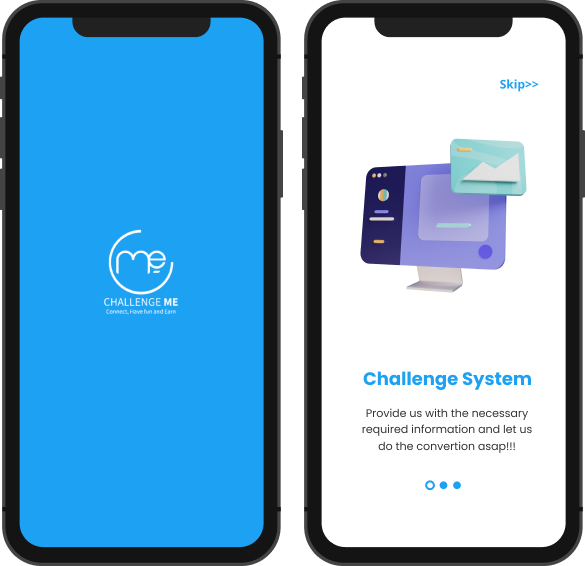 me
CHALLENGE ME
Connect, Have fun and Earn
Skip>>
Challenge System
Provide us with the necessary
required information and let us
do the convertion asap!!!